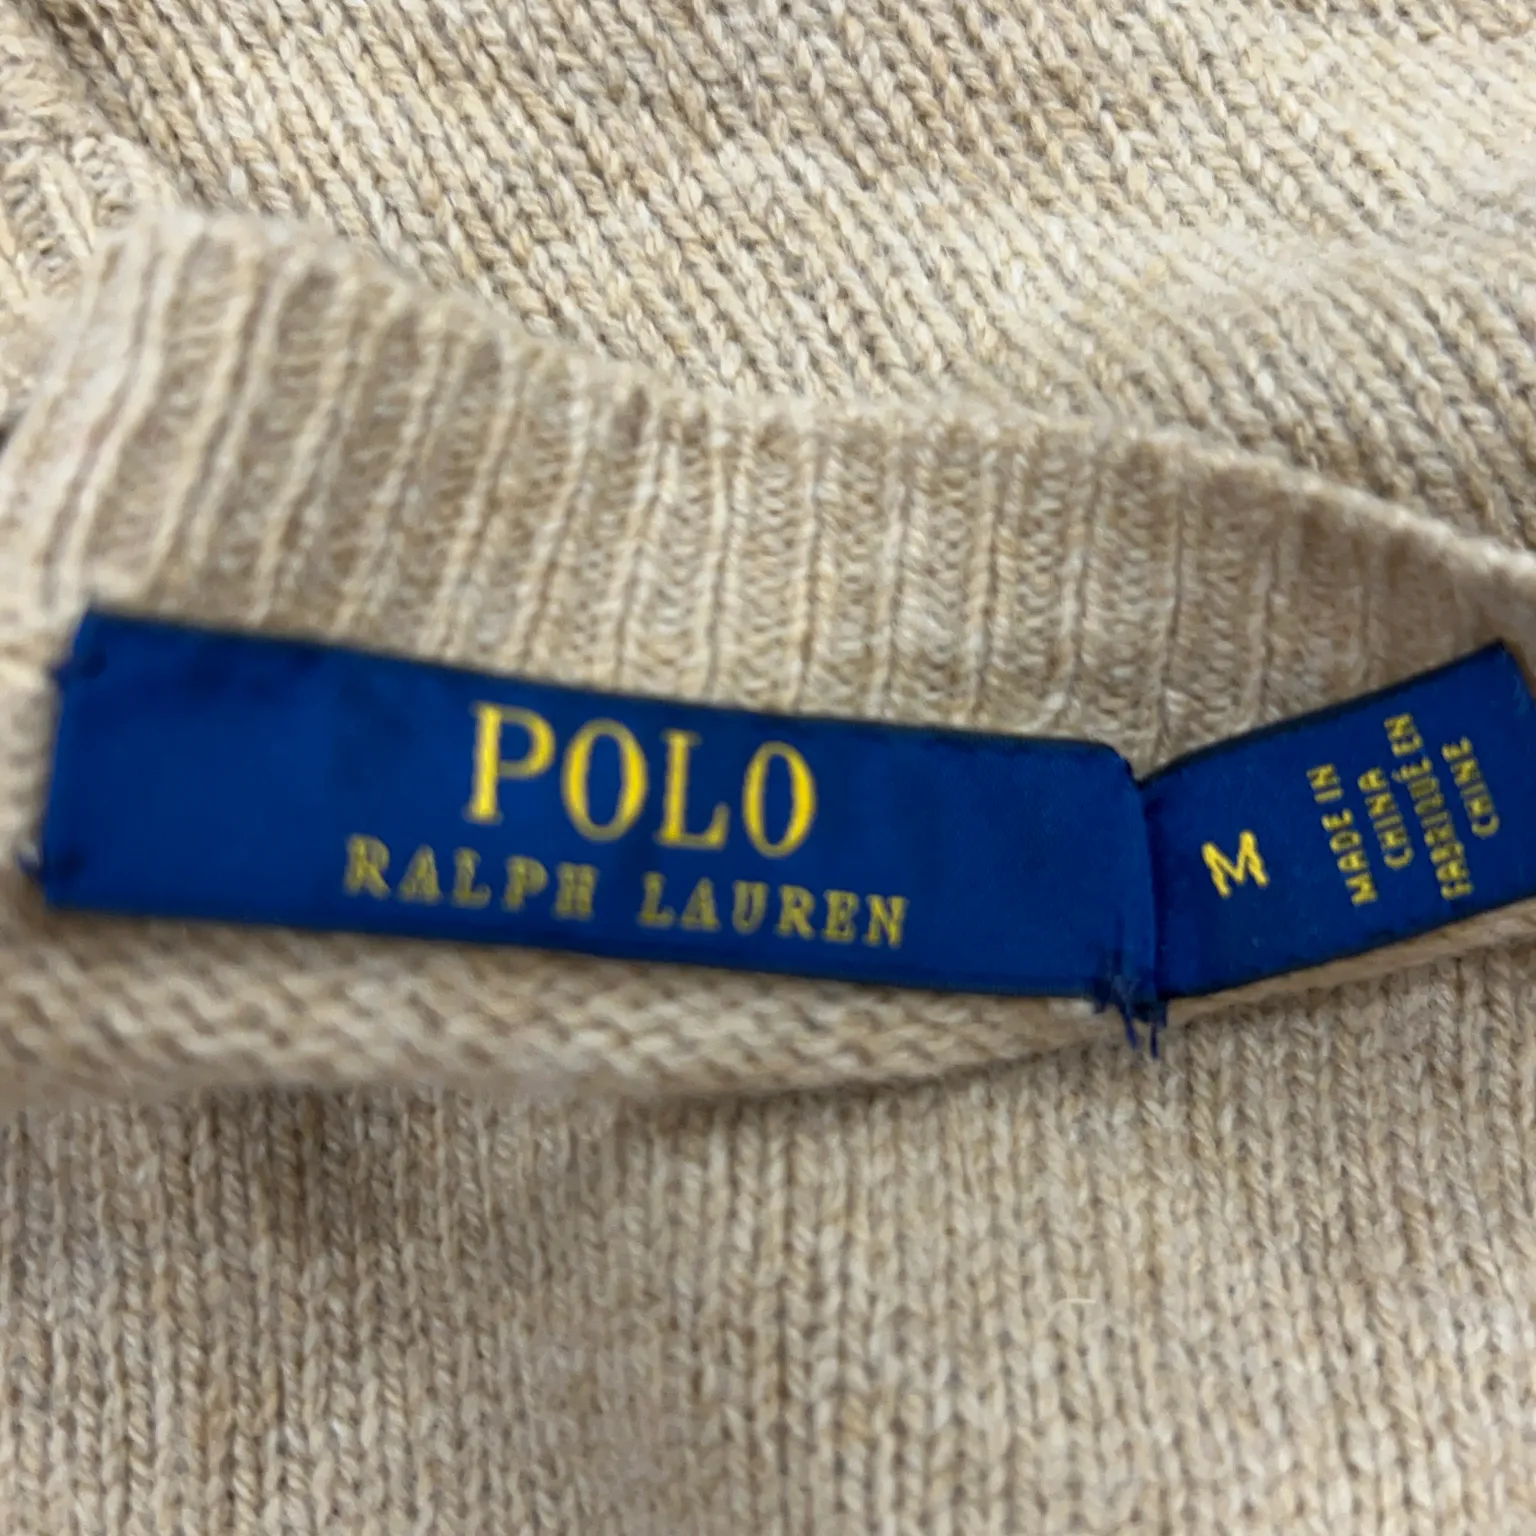 POLO
RALPH LAUREN
M
MADE IN
CHINA
FABRIQUÉ EN
CHINE